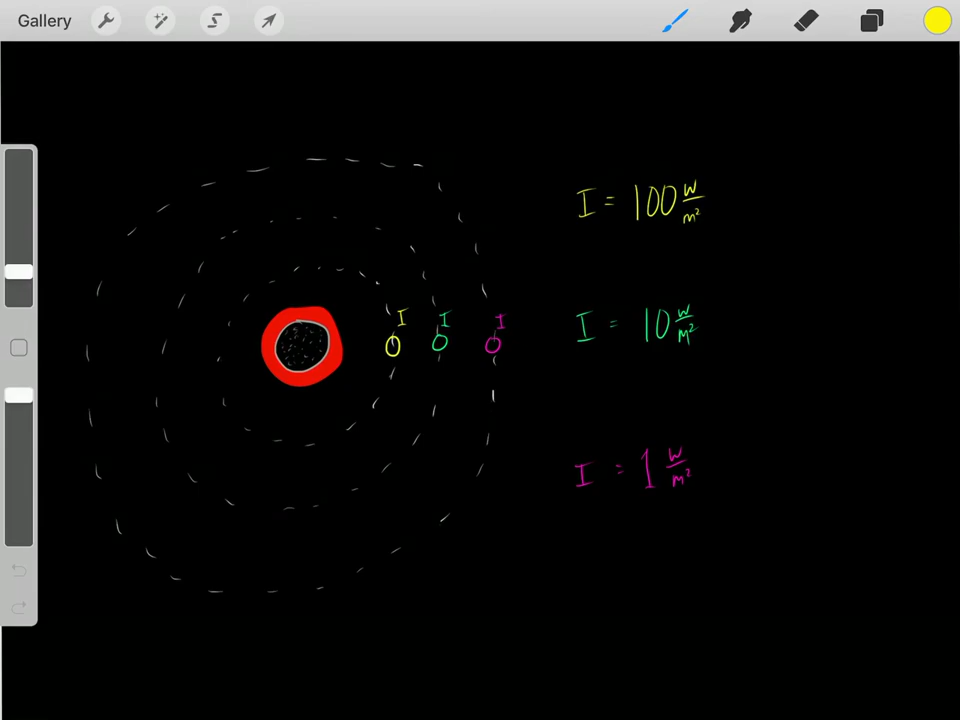 Gallery
I = 100 W/m²
I I I
I = 10 W/m²
I = 1 W/m²